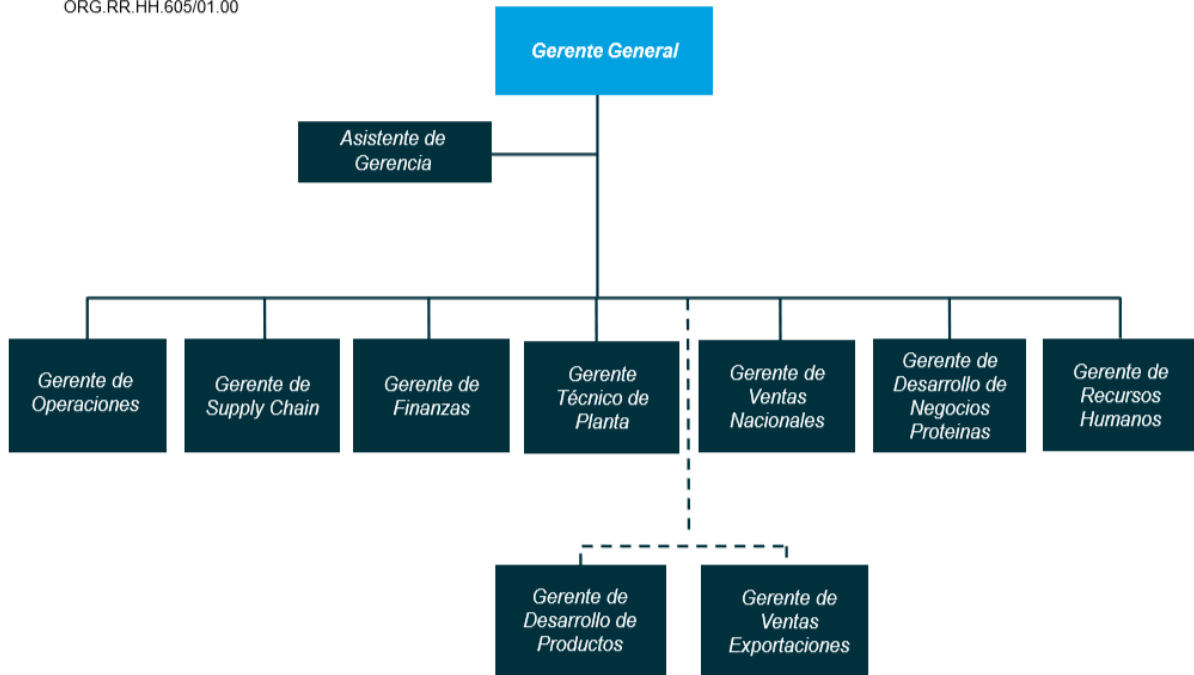 ORG.RR.HH.605/01.00
Gerente General
Asistente de
Gerencia
Gerente de
Operaciones
Gerente de
Supply Chain
Gerente de
Finanzas
Gerente
Técnico de
Planta
Gerente de
Ventas
Nacionales
Gerente de
Desarrollo de
Negocios
Proteinas
Gerente de
Recursos
Humanos
Gerente de
Desarrollo de
Productos
Gerente de
Ventas
Exportaciones